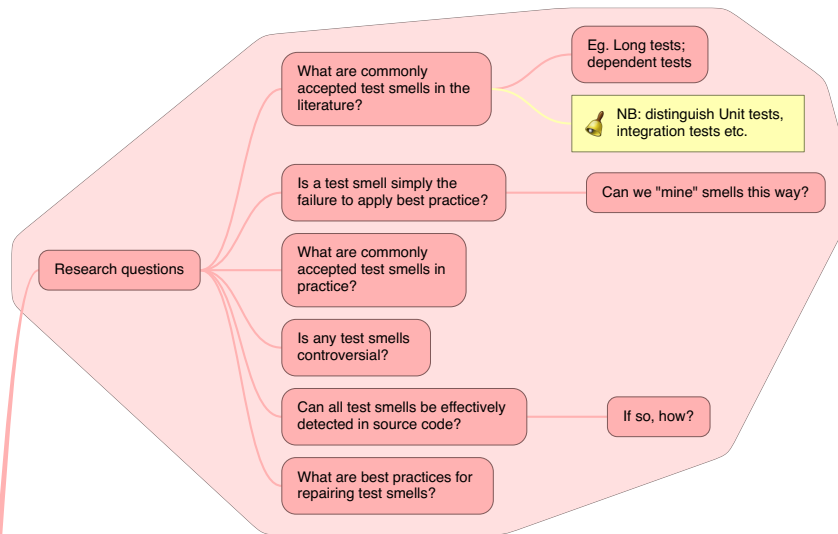 Research questions
What are commonly
accepted test smells in the
literature?
Eg. Long tests;
dependent tests
NB: distinguish Unit tests,
integration tests etc.
Is a test smell simply the
failure to apply best practice?
Can we "mine" smells this way?
What are commonly
accepted test smells in
practice?
Is any test smells
controversial?
Can all test smells be effectively
detected in source code?
If so, how?
What are best practices for
repairing test smells?